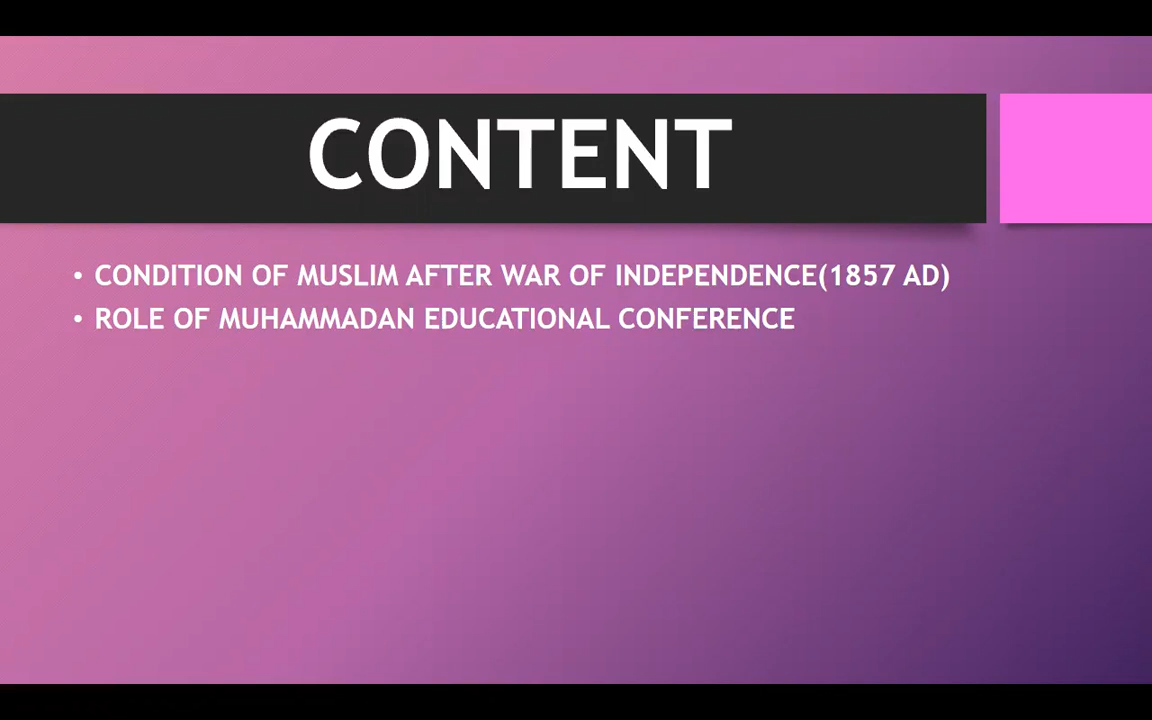 CONTENT
• CONDITION OF MUSLIM AFTER WAR OF INDEPENDENCE(1857 AD)
• ROLE OF MUHAMMADAN EDUCATIONAL CONFERENCE